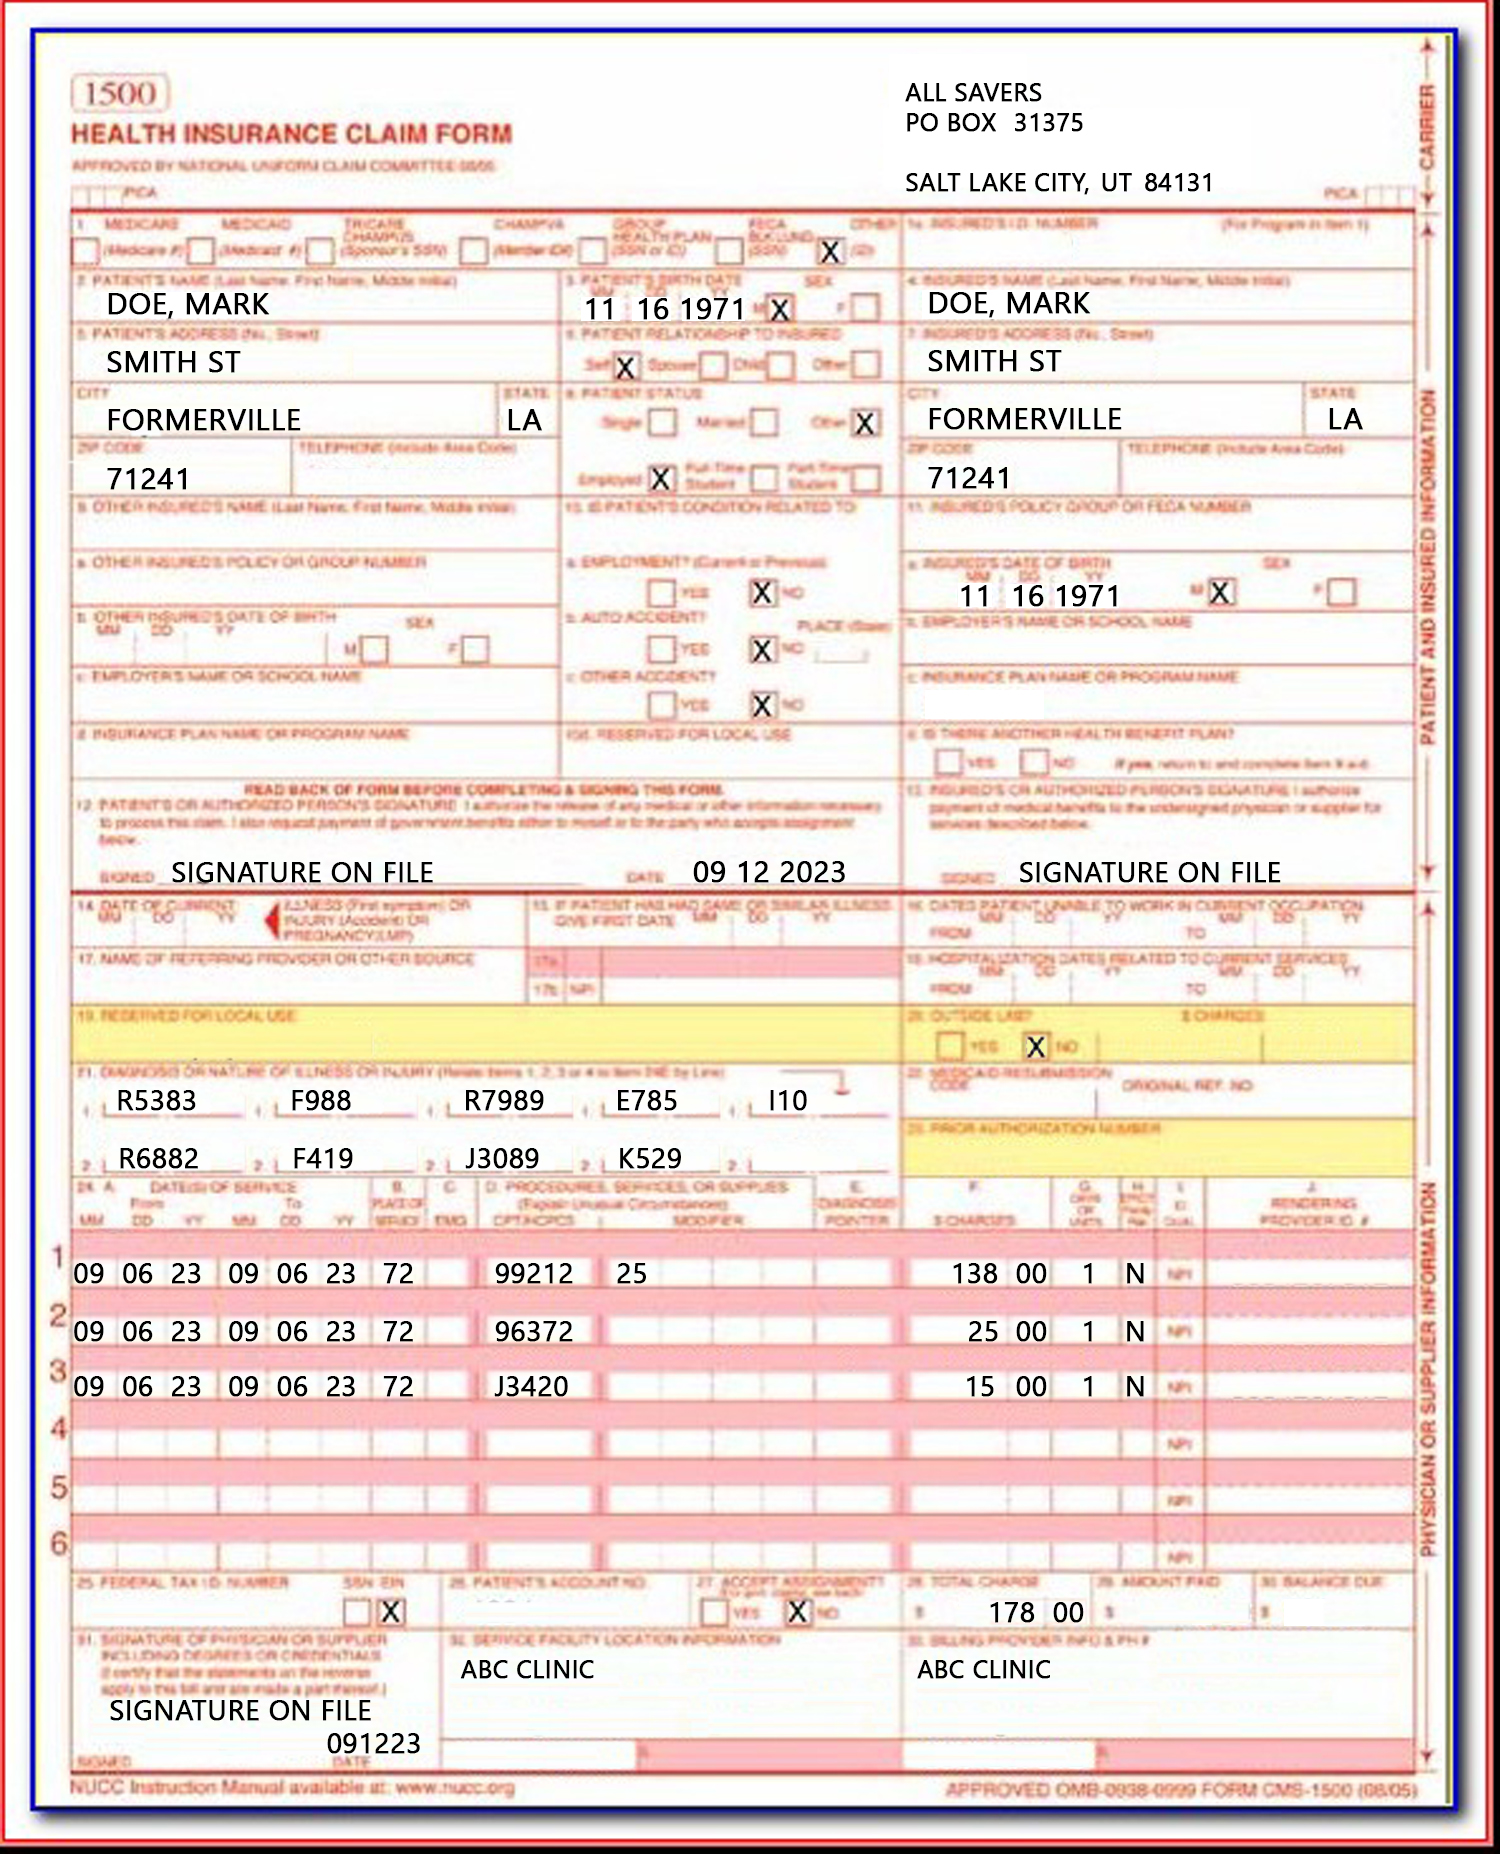 1500
HEALTH INSURANCE CLAIM FORM
APPROVED BY NATIONAL UNIFORM CLAIM COMMITTEE 08/05
PICA
ALL SAVERS
PO BOX 31375
SALT LAKE CITY, UT 84131
PICA
CARRIER
1. MEDICARE MEDICAID TRICARE CHAMPUS CHAMPVA GROUP HEALTH PLAN FECA BLK LUNG OTHER
(Medicare #) (Medicaid #) (Sponsor's SSN) (Member ID#) (SSN or ID) (SSN) X (ID)
1a. INSURED'S I.D. NUMBER (For Program in Item 1)
2. PATIENT'S NAME (Last Name, First Name, Middle Initial)
DOE, MARK
3. PATIENT'S BIRTH DATE SEX
MM DD YY
11 16 1971 M X F
4. INSURED'S NAME (Last Name, First Name, Middle Initial)
DOE, MARK
5. PATIENT'S ADDRESS (No., Street)
SMITH ST
6. PATIENT RELATIONSHIP TO INSURED
Self X Spouse Child Other
7. INSURED'S ADDRESS (No., Street)
SMITH ST
CITY STATE
FORMERVILLE LA
8. PATIENT STATUS
Single Married Other X
CITY STATE
FORMERVILLE LA
ZIP CODE TELEPHONE (Include Area Code)
71241
Employed X Full-Time Student Part-Time Student
ZIP CODE TELEPHONE (Include Area Code)
71241
9. OTHER INSURED'S NAME (Last Name, First Name, Middle Initial)
10. IS PATIENT'S CONDITION RELATED TO:
11. INSURED'S POLICY GROUP OR FECA NUMBER
a. OTHER INSURED'S POLICY OR GROUP NUMBER
a. EMPLOYMENT? (Current or Previous)
YES X NO
a. INSURED'S DATE OF BIRTH SEX
MM DD YY
11 16 1971 M X F
b. OTHER INSURED'S DATE OF BIRTH SEX
MM DD YY M F
b. AUTO ACCIDENT? PLACE (State)
YES X NO
b. EMPLOYER'S NAME OR SCHOOL NAME
c. EMPLOYER'S NAME OR SCHOOL NAME
c. OTHER ACCIDENT?
YES X NO
c. INSURANCE PLAN NAME OR PROGRAM NAME
d. INSURANCE PLAN NAME OR PROGRAM NAME
10d. RESERVED FOR LOCAL USE
d. IS THERE ANOTHER HEALTH BENEFIT PLAN?
YES NO If yes, return to and complete item 9 a-d.
PATIENT AND INSURED INFORMATION
READ BACK OF FORM BEFORE COMPLETING & SIGNING THIS FORM.
12. PATIENT'S OR AUTHORIZED PERSON'S SIGNATURE I authorize the release of any medical or other information necessary
to process this claim. I also request payment of government benefits either to myself or to the party who accepts assignment
below.
SIGNED SIGNATURE ON FILE DATE 09 12 2023
13. INSURED'S OR AUTHORIZED PERSON'S SIGNATURE I authorize
payment of medical benefits to the undersigned physician or supplier for
services described below.
SIGNED SIGNATURE ON FILE
14. DATE OF CURRENT: ILLNESS (First symptom) OR
MM DD YY INJURY (Accident) OR
PREGNANCY (LMP)
15. IF PATIENT HAS HAD SAME OR SIMILAR ILLNESS.
GIVE FIRST DATE MM DD YY
16. DATES PATIENT UNABLE TO WORK IN CURRENT OCCUPATION
MM DD YY MM DD YY
FROM TO
17. NAME OF REFERRING PROVIDER OR OTHER SOURCE
17a.
17b. NPI
18. HOSPITALIZATION DATES RELATED TO CURRENT SERVICES
MM DD YY MM DD YY
FROM TO
19. RESERVED FOR LOCAL USE
20. OUTSIDE LAB? $ CHARGES
YES X NO
21. DIAGNOSIS OR NATURE OF ILLNESS OR INJURY (Relate Items 1, 2, 3 or 4 to Item 24E by Line)
1. R5383 1. F988 1. R7989 1. E785 1. I10
2. R6882 2. F419 2. J3089 2. K529 2.
22. MEDICAID RESUBMISSION
CODE ORIGINAL REF. NO.
23. PRIOR AUTHORIZATION NUMBER
24. A. DATE(S) OF SERVICE B. C. D. PROCEDURES, SERVICES, OR SUPPLIES E. F. G. H. I. J.
From To PLACE OF (Explain Unusual Circumstances) DIAGNOSIS DAYS OR EPSDT Family ID. RENDERING
MM DD YY MM DD YY SERVICE EMG CPT/HCPCS MODIFIER POINTER $ CHARGES UNITS Plan QUAL. PROVIDER ID. #
1 09 06 23 09 06 23 72 99212 25 138 00 1 N NPI
2 09 06 23 09 06 23 72 96372 25 00 1 N NPI
3 09 06 23 09 06 23 72 J3420 15 00 1 N NPI
4 NPI
5 NPI
6 NPI
PHYSICIAN OR SUPPLIER INFORMATION
25. FEDERAL TAX I.D. NUMBER SSN EIN
X
26. PATIENT'S ACCOUNT NO.
27. ACCEPT ASSIGNMENT?
YES X NO
28. TOTAL CHARGE
$ 178 00
29. AMOUNT PAID
$
30. BALANCE DUE
$
31. SIGNATURE OF PHYSICIAN OR SUPPLIER
INCLUDING DEGREES OR CREDENTIALS
(I certify that the statements on the reverse
apply to this bill and are made a part thereof.)
SIGNATURE ON FILE
091223
SIGNED DATE
32. SERVICE FACILITY LOCATION INFORMATION
ABC CLINIC
33. BILLING PROVIDER INFO & PH #
ABC CLINIC
NUCC Instruction Manual available at: www.nucc.org
APPROVED OMB-0938-0999 FORM CMS-1500 (08/05)